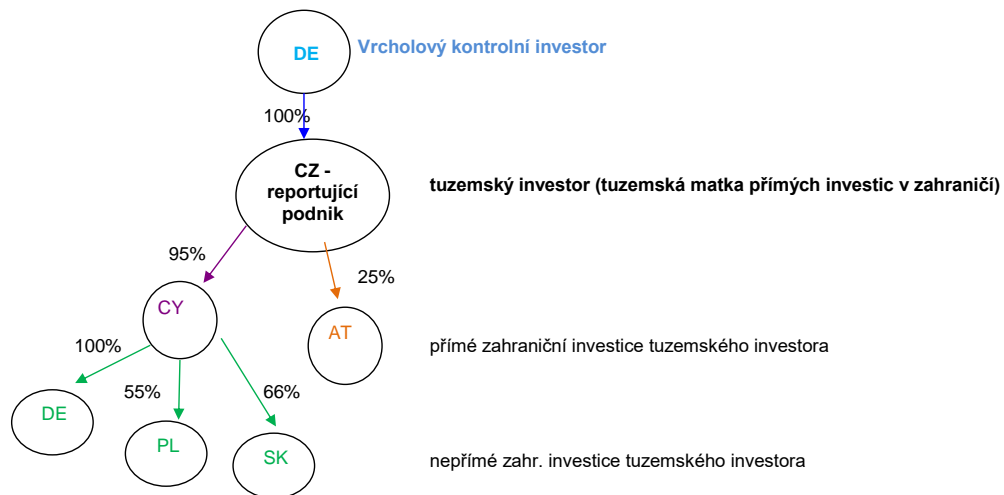 DE
Vrcholový kontrolní investor
100%
CZ -
reportující
podnik
tuzemský investor (tuzemská matka přímých investic v zahraničí)
95%
25%
CY
AT
přímé zahraniční investice tuzemského investora
100%
55%
66%
DE
PL
SK
nepřímé zahr. investice tuzemského investora